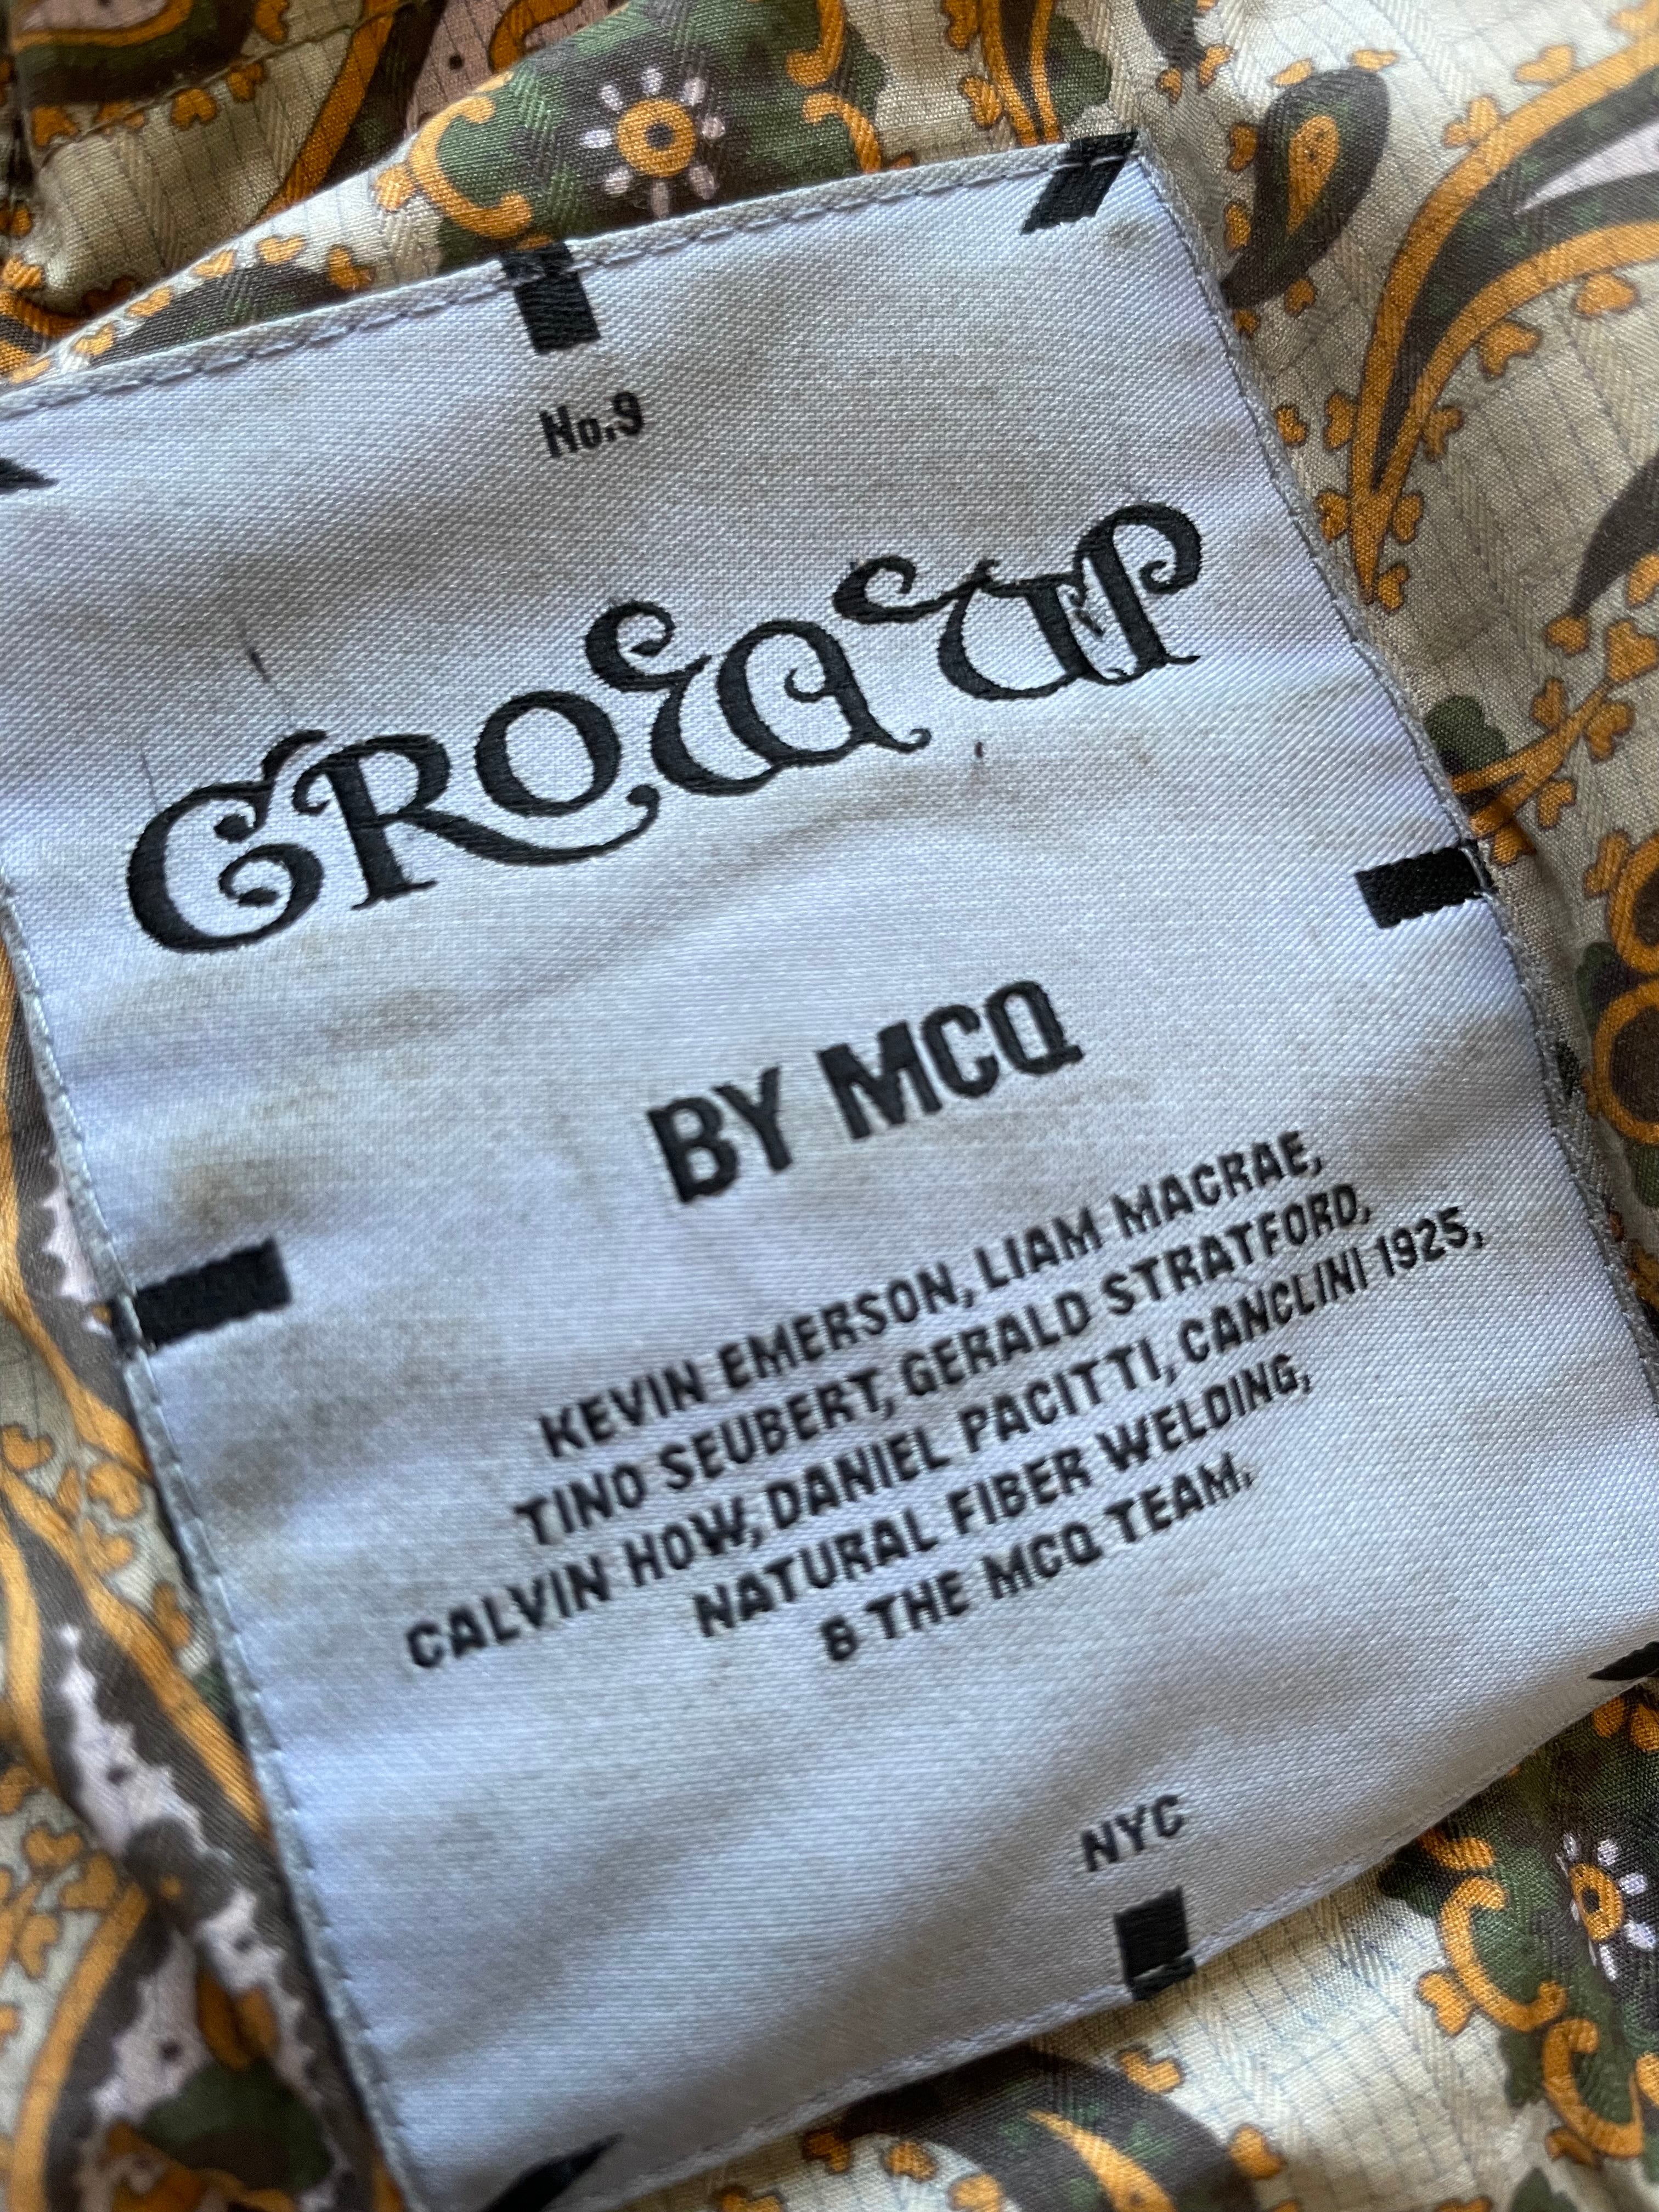 No.9
GROW UP
BY MCQ
KEVIN EMERSON, LIAM MACRAE,
TINO SEUBERT, GERALD STRATFORD,
CALVIN HOW, DANIEL PACITTI, CANCLINI 1925,
NATURAL FIBER WELDING,
& THE MCQ TEAM.
NYC